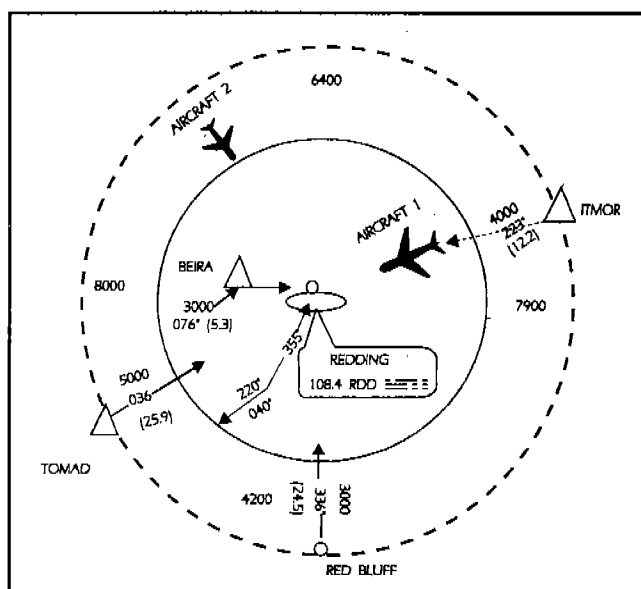 6400
AIRCRAFT 2
ITMOR
4000
223°
(12.2)
AIRCRAFT 1
BEIRA
8000
3000
076° (5.3)
7900
355°
REDDING
108.4 RDD
5000
036
(25.9)
220°
040°
TOMAD
4200
3000
336°
(24.5)
RED BLUFF